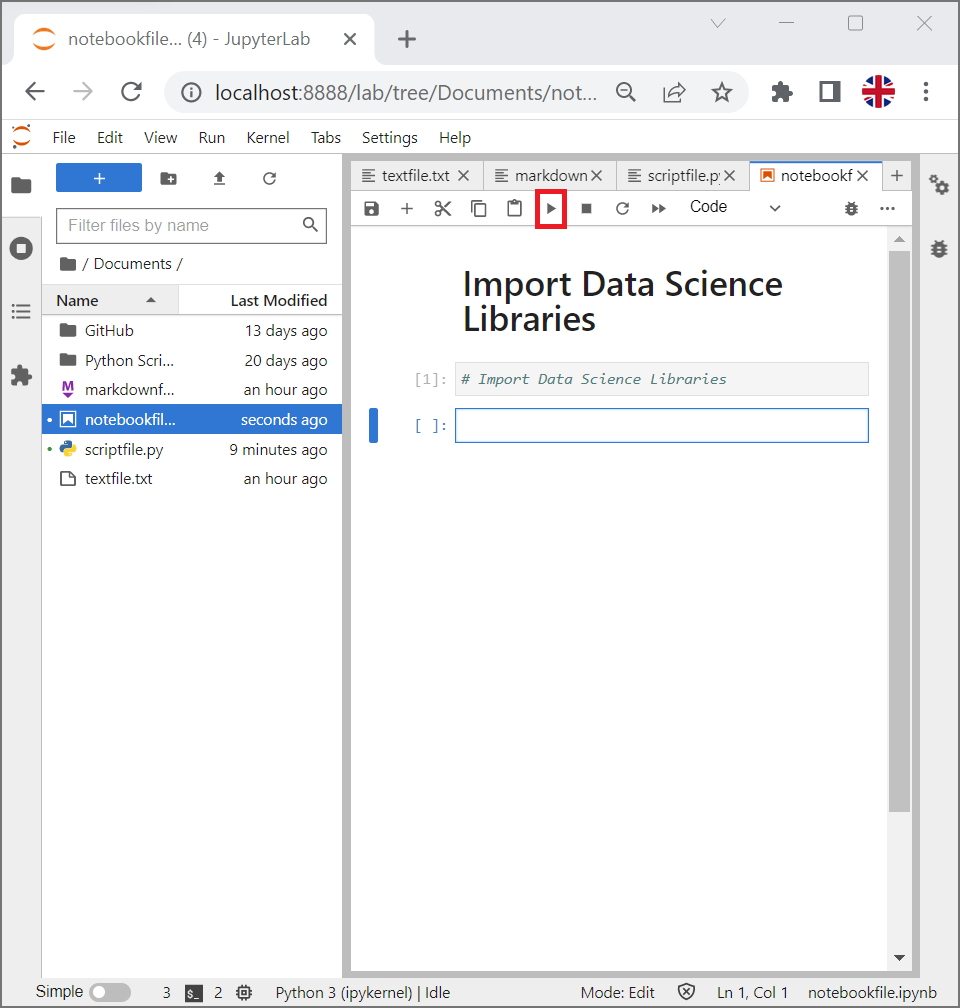 notebookfile... (4) - JupyterLab
localhost:8888/lab/tree/Documents/not...
File Edit View Run Kernel Tabs Settings Help
+
Filter files by name
/ Documents /
Name Last Modified
GitHub 13 days ago
Python Scri... 20 days ago
markdownf... an hour ago
notebookfil... seconds ago
scriptfile.py 9 minutes ago
textfile.txt an hour ago
textfile.txt markdown scriptfile.py notebookf
Code
Import Data Science
Libraries
[1]: # Import Data Science Libraries
[ ]:
Simple 3 $_ 2 Python 3 (ipykernel) | Idle Mode: Edit Ln 1, Col 1 notebookfile.ipynb